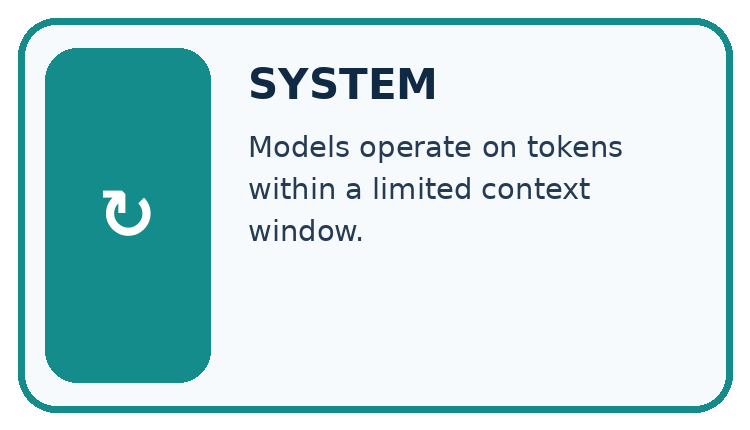 SYSTEM
Models operate on tokens
within a limited context
window.